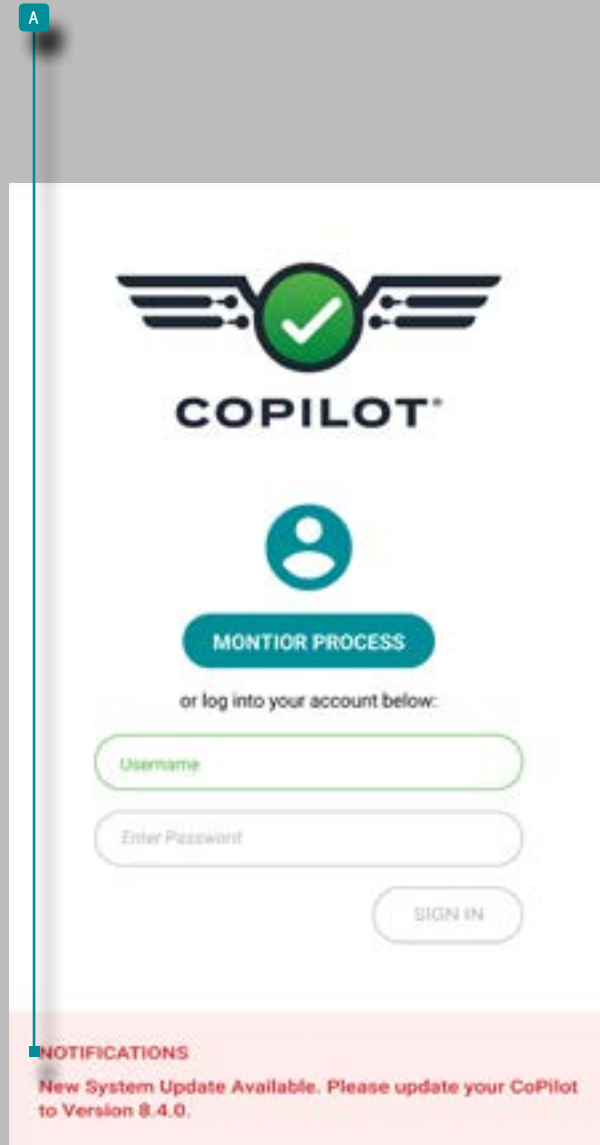 A
COPILOT®
MONTIOR PROCESS
or log into your account below:
Username
Enter Password
SIGN IN
NOTIFICATIONS
New System Update Available. Please update your CoPilot
to Version 8.4.0.